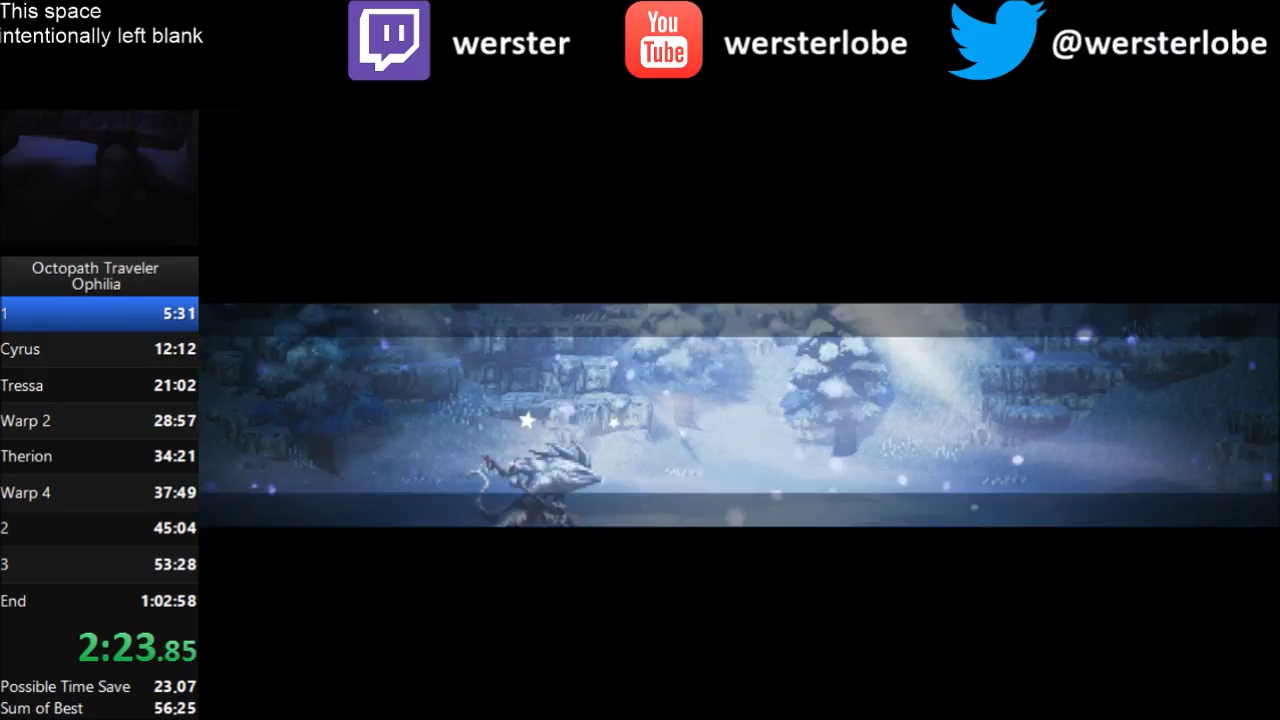 This space
intentionally left blank
werster
You
Tube
wersterlobe
@wersterlobe
Octopath Traveler
Ophilia
1 5:31
Cyrus 12:12
Tressa 21:02
Warp 2 28:57
Therion 34:21
Warp 4 37:49
2 45:04
3 53:28
End 1:02:58
2:23.85
Possible Time Save 23.07
Sum of Best 56:25